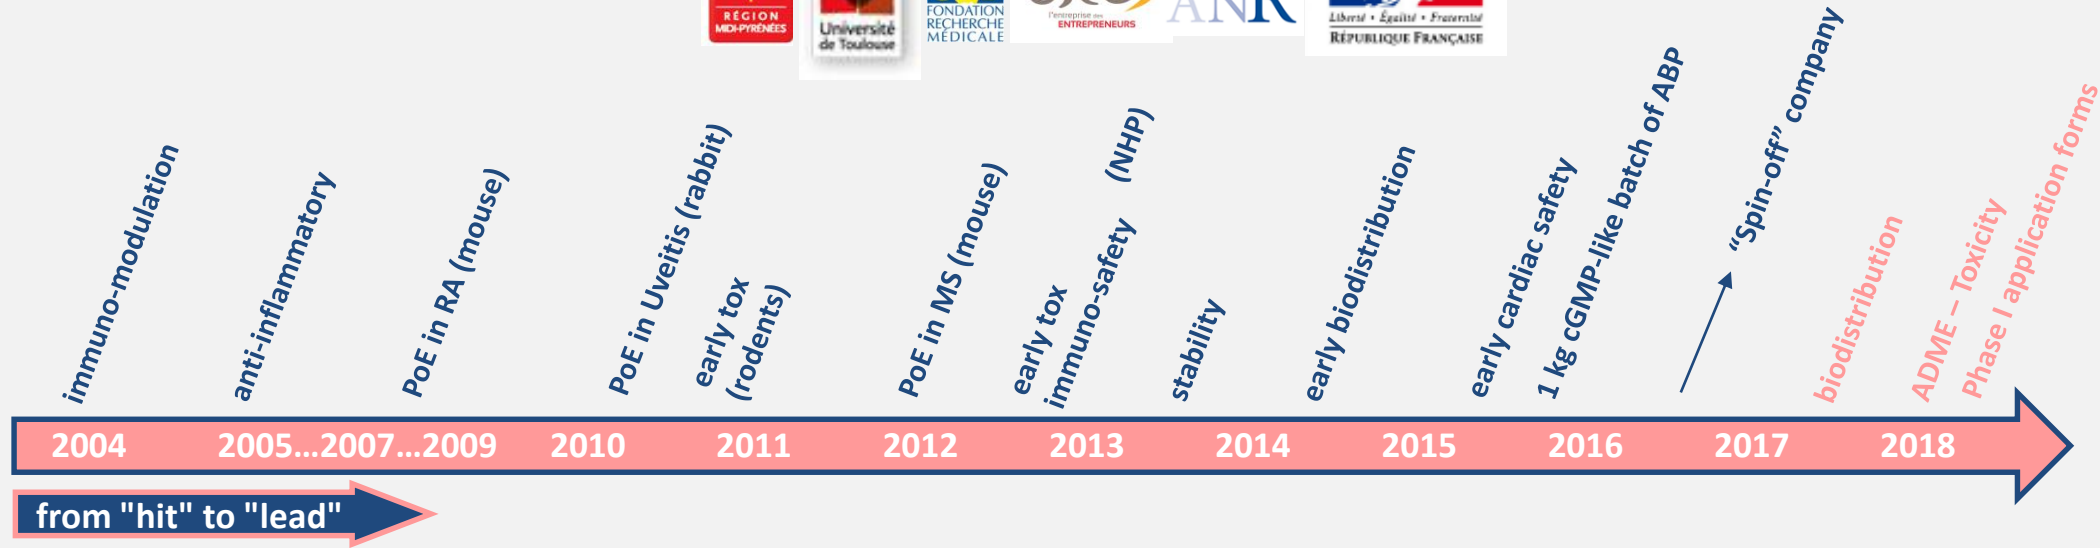 RÉGION
MIDI-PYRÉNÉES
Université
de Toulouse
FONDATION
RECHERCHE
MÉDICALE
l'entreprise des
ENTREPRENEURS
ANR
Liberté • Égalité • Fraternité
RÉPUBLIQUE FRANÇAISE
immuno-modulation
anti-inflammatory
PoE in RA (mouse)
PoE in Uveitis (rabbit)
early tox
(rodents)
PoE in MS (mouse)
early tox
immuno-safety
(NHP)
stability
early biodistribution
early cardiac safety
1 kg cGMP-like batch of ABP
“Spin-off” company
biodistribution
ADME – Toxicity
Phase I application forms
2004 2005...2007...2009 2010 2011 2012 2013 2014 2015 2016 2017 2018
from "hit" to "lead"